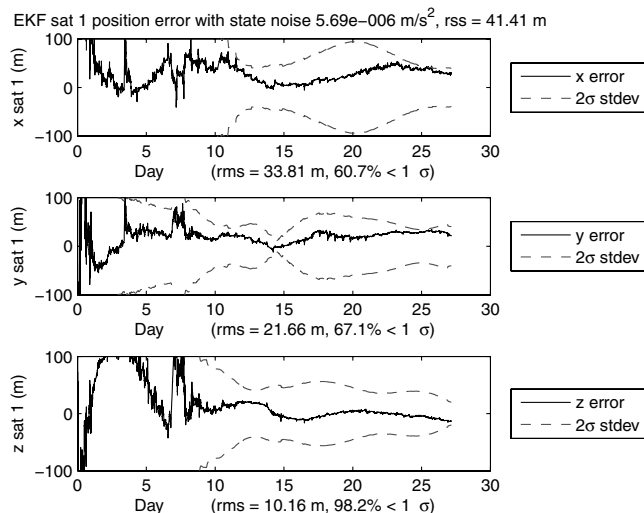 EKF sat 1 position error with state noise 5.69e−006 m/s², rss = 41.41 m
x sat 1 (m)
100
0
−100
0 5 10 15 20 25 30
Day (rms = 33.81 m, 60.7% < 1 σ)
x error
2σ stdev
y sat 1 (m)
100
0
−100
0 5 10 15 20 25 30
Day (rms = 21.66 m, 67.1% < 1 σ)
y error
2σ stdev
z sat 1 (m)
100
0
−100
0 5 10 15 20 25 30
Day (rms = 10.16 m, 98.2% < 1 σ)
z error
2σ stdev